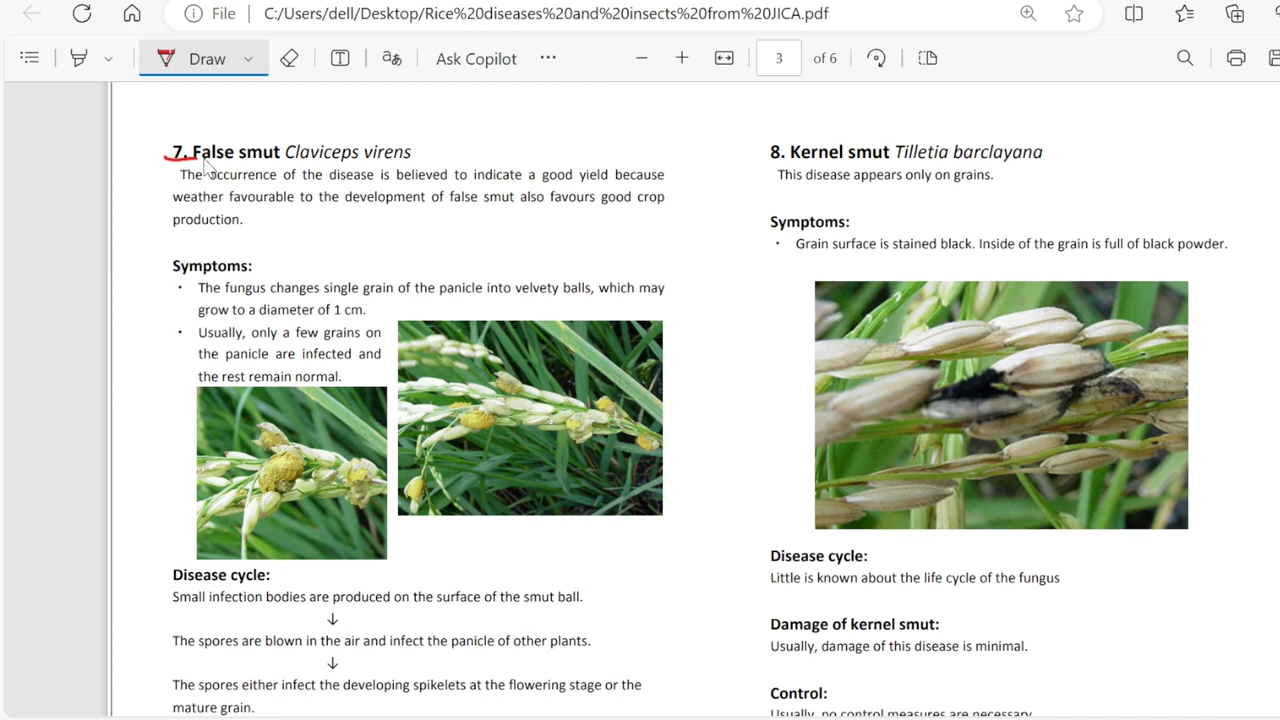 File C:/Users/dell/Desktop/Rice%20diseases%20and%20insects%20from%20JICA.pdf
Draw Ask Copilot 3 of 6
7. False smut Claviceps virens
The occurrence of the disease is believed to indicate a good yield because
weather favourable to the development of false smut also favours good crop
production.
Symptoms:
· The fungus changes single grain of the panicle into velvety balls, which may
grow to a diameter of 1 cm.
· Usually, only a few grains on
the panicle are infected and
the rest remain normal.
Disease cycle:
Small infection bodies are produced on the surface of the smut ball.
↓
The spores are blown in the air and infect the panicle of other plants.
↓
The spores either infect the developing spikelets at the flowering stage or the
mature grain.
8. Kernel smut Tilletia barclayana
This disease appears only on grains.
Symptoms:
· Grain surface is stained black. Inside of the grain is full of black powder.
Disease cycle:
Little is known about the life cycle of the fungus
Damage of kernel smut:
Usually, damage of this disease is minimal.
Control:
Usually, no control measures are necessary